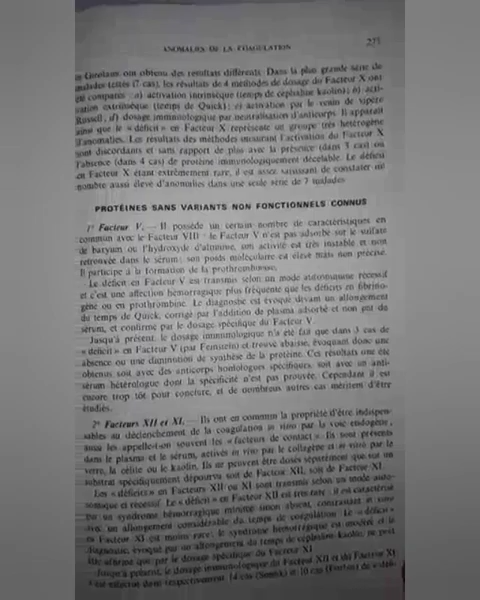 ANOMALIES DE LA COAGULATION
ont obtenu des résultats différents. Dans la plus grande série de
malades testés (7 cas), les résultats de 4 méthodes de dosage du Facteur X ont
été comparés : a) activation intrinsèque (temps de céphaline kaolin); b) acti-
vation extrinsèque (temps de Quick); c) activation par le venin de vipère
Russell; d) dosage immunologique par neutralisation d'anticorps. Il apparaît
ainsi que le « déficit » en Facteur X représente un groupe très hétérogène
d'anomalies. Les résultats des méthodes mesurant l'activation du Facteur X
sont discordants et sans rapport de plus avec la présence (dans 3 cas) ou
l'absence (dans 4 cas) de protéine immunologiquement décelable. Le déficit
en Facteur X étant extrêmement rare, il est assez saisissant de constater un
nombre aussi élevé d'anomalies dans une seule série de 7 malades.
PROTÉINES SANS VARIANTS NON FONCTIONNELS CONNUS
1° Facteur V. — Il possède un certain nombre de caractéristiques en
commun avec le Facteur VIII : le Facteur V n'est pas adsorbé sur le sulfate
de baryum ou l'hydroxyde d'alumine, son activité est très instable et non
retrouvée dans le sérum; son poids moléculaire est élevé mais non précisé.
Il participe à la formation de la prothrombinase.
Le déficit en Facteur V est transmis selon un mode autosomique récessif
et c'est une affection hémorragique plus fréquente que les déficits en fibrino-
gène ou en prothrombine. Le diagnostic est évoqué devant un allongement
du temps de Quick, corrigé par l'addition de plasma adsorbé et non par du
sérum, et confirmé par le dosage spécifique du Facteur V.
Jusqu'à présent, le dosage immunologique n'a été fait que dans 3 cas de
« déficit » en Facteur V (par Feinstein) et trouvé abaissé, évoquant donc une
absence ou une diminution de synthèse de la protéine. Ces résultats ont été
obtenus soit avec des anticorps homologues spécifiques, soit avec un anti-
sérum hétérologue dont la spécificité n'est pas prouvée. Cependant il est
encore trop tôt pour conclure, et de nombreux autres cas méritent d'être
étudiés.
2° Facteurs XII et XI. — Ils ont en commun la propriété d'être indispen-
sables au déclenchement de la coagulation in vivo par la voie endogène,
aussi les appelle-t-on souvent les « facteurs de contact ». Ils sont présents
dans le plasma et le sérum, activés in vivo par le collagène et in vitro par le
verre, la célite ou le kaolin. Ils ne peuvent être dosés séparément que sur un
substrat spécifiquement dépourvu soit de Facteur XII, soit de Facteur XI.
Les « déficits » en Facteurs XII ou XI sont transmis selon un mode auto-
somique et récessif. Le « déficit » en Facteur XII est très rare : il est caractérisé
par un syndrome hémorragique minime sinon absent, contrastant
avec un allongement considérable du temps de coagulation. Le « déficit »
en Facteur XI est moins rare; le syndrome hémorragique est modéré et le
diagnostic, évoqué par un allongement du temps de céphaline kaolin, ne peut
être affirmé que par le dosage spécifique du Facteur XI.
Jusqu'à présent, le dosage immunologique du Facteur XII et du Facteur XI
est effectué dans respectivement 14 cas et 10 cas (Forbes) de « défi-